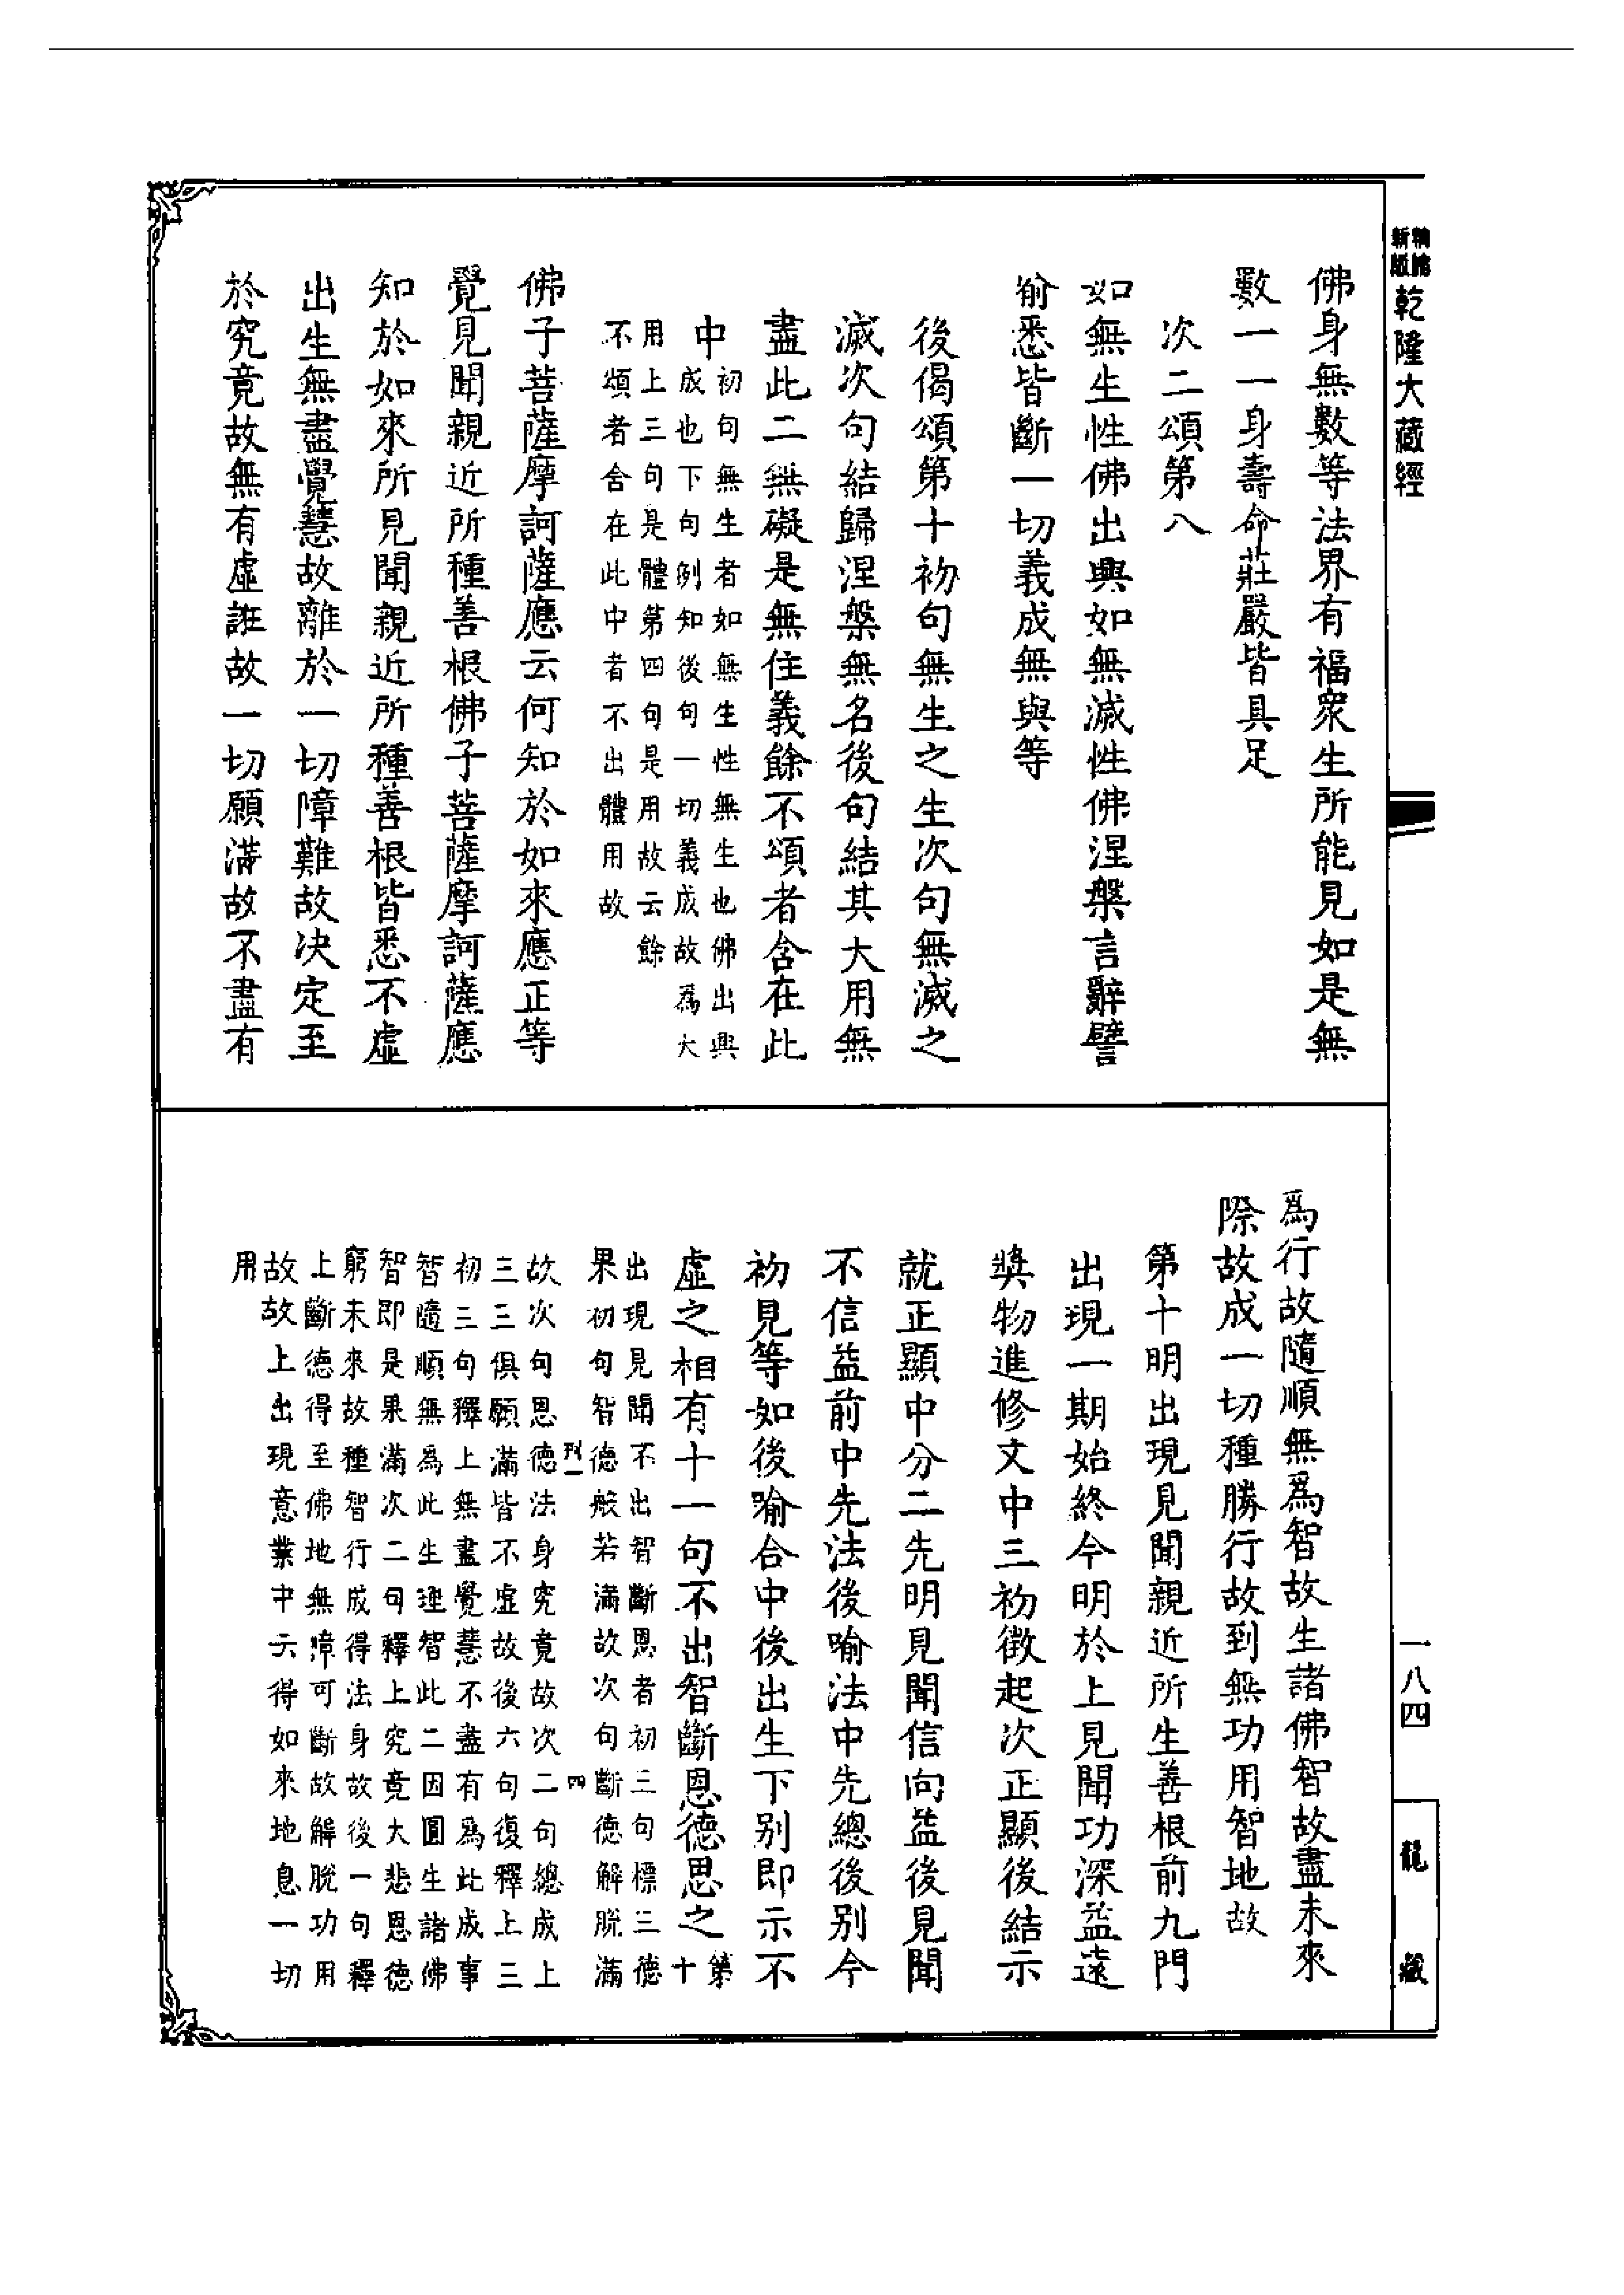 新版
精縮
乾隆大藏經
佛身無數等法界有福眾生所能見如是無
數一一身壽命莊嚴皆具足
次二頌第八
如無生性佛出興如無滅性佛涅槃言辭譬
喻悉皆斷一切義成無與等
後偈頌第十初句無生之生次句無滅之
滅次句結歸涅槃無名後句結其大用無
盡此二無礙是無住義餘不頌者含在此
中
初句無生者如無生性無生也佛出興
成也下句例知後句一切義成故為大
用上三句是體第四句是用故云餘
不頌者含在此中者不出體用故
佛子菩薩摩訶薩應云何知於如來應正等
覺見聞親近所種善根佛子菩薩摩訶薩應
知於如來所見聞親近所種善根皆悉不虛
出生無盡覺慧故離於一切障難故決定至
於究竟故無有虛誑故一切願滿故不盡有
為行故隨順無為智故生諸佛智故盡未來
際故成一切種勝行故到無功用智地故
第十明出現見聞親近所生善根前九門
出現一期始終今明於上見聞功深益遠
獎物進修文中三初徵起次正顯後結示
就正顯中分二先明見聞信向益後見聞
不信益前中先法後喻法中先總後別今
初見等如後喻合中後出生下別即示不
虛之相有十一句不出智斷恩德思之
第
十
出現見聞不出智斷恩者初三句標三德
果初句智德般若滿故次句斷德解脫滿
故次句恩德法身究竟故次二句總成上
三三俱願滿皆不虛故後六句復釋上三
初三句釋上無盡覺慧不盡有為此成事
智隨順無為此生理智此二因圓生諸佛
智即是果滿次二句釋上究竟大悲恩德
窮未來故種智行成得法身故後一句釋
上斷德得至佛地無障可斷故解脫功用
故故上出現意業中云得如來地息一切
用
刊一
四
一八四
龍藏